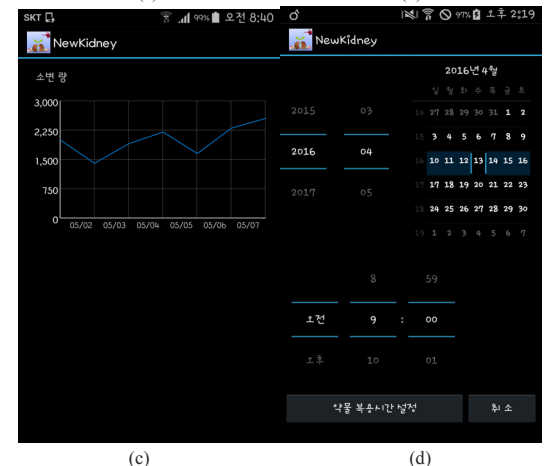 SKT 99% 오전 8:40
NewKidney
소변 량
3,000
2,250
1,500
750
0
05/02 05/03 05/04 05/05 05/06 05/07
(c)
97% 오후 2:19
NewKidney
2016년 4월
일 월 화 수 목 금 토
2015 03
14 27 28 29 30 31 1 2
15 3 4 5 6 7 8 9
2016 04
16 10 11 12 13 14 15 16
2017 05
17 17 18 19 20 21 22 23
18 24 25 26 27 28 29 30
19 1 2 3 4 5 6 7
8 59
오전 9 : 00
오후 10 01
약물 복용시간 설정 취소
(d)